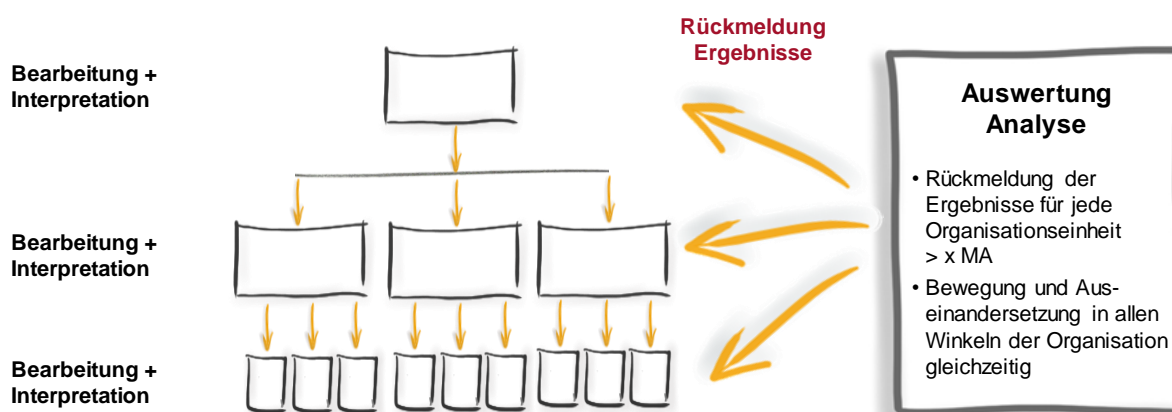 Rückmeldung
Ergebnisse
Bearbeitung +
Interpretation
Bearbeitung +
Interpretation
Bearbeitung +
Interpretation
Auswertung
Analyse
• Rückmeldung der
Ergebnisse für jede
Organisationseinheit
> x MA
• Bewegung und Aus-
einandersetzung in allen
Winkeln der Organisation
gleichzeitig